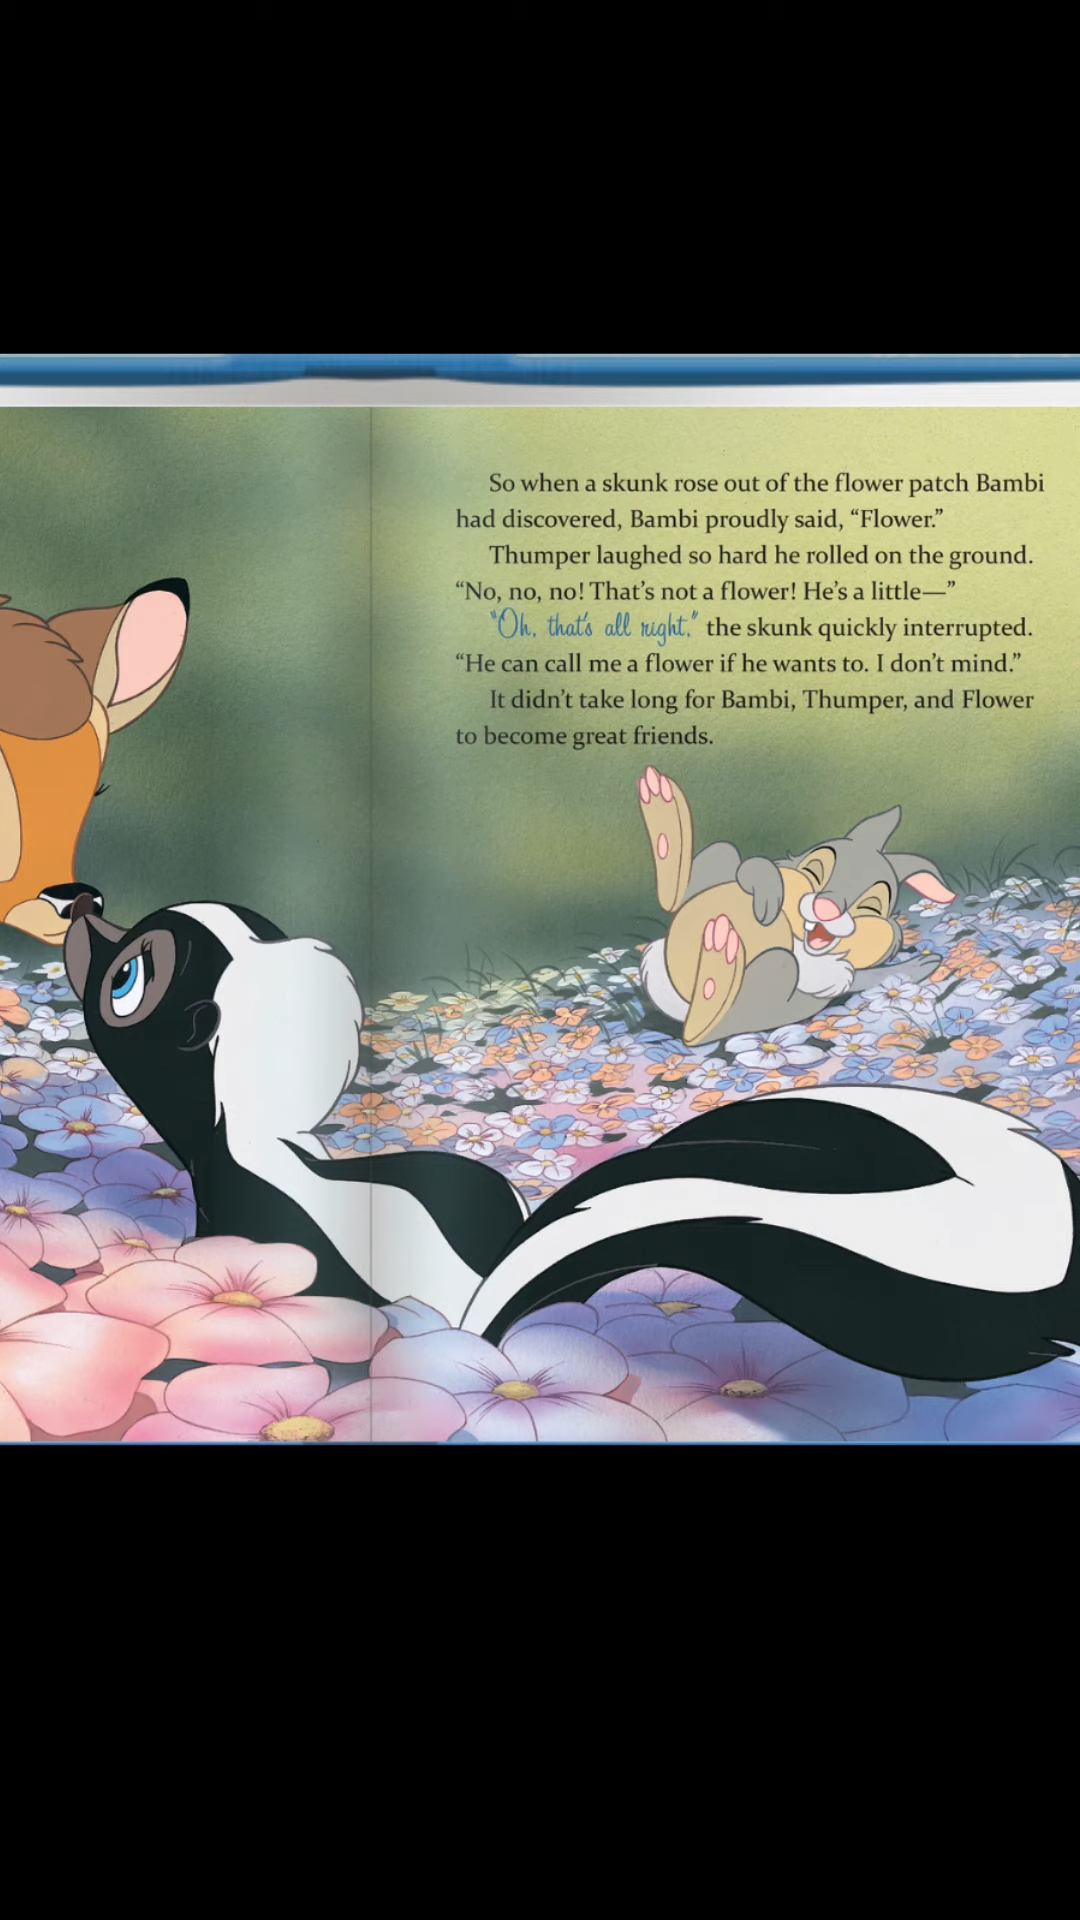 So when a skunk rose out of the flower patch Bambi
had discovered, Bambi proudly said, “Flower.”
Thumper laughed so hard he rolled on the ground.
“No, no, no! That’s not a flower! He’s a little—”
“Oh, that’s all right,” the skunk quickly interrupted.
“He can call me a flower if he wants to. I don’t mind.”
It didn’t take long for Bambi, Thumper, and Flower
to become great friends.